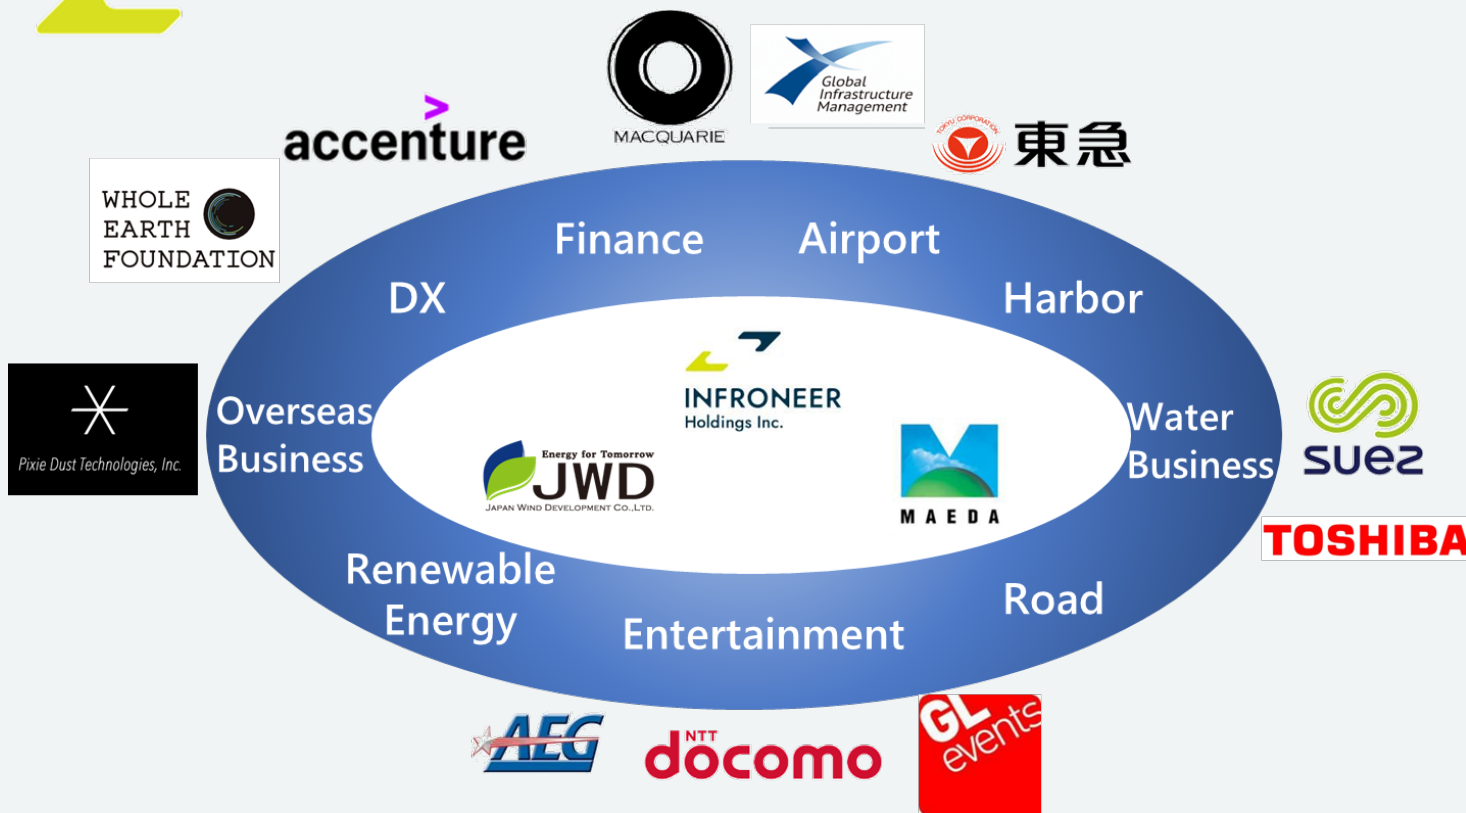 MACQUARIE
Global
Infrastructure
Management
accenture
TOKYU CORPORATION
東急
WHOLE
EARTH
FOUNDATION
Finance
Airport
DX
Harbor
INFRONEER
Holdings Inc.
Pixie Dust Technologies, Inc.
Overseas
Business
Water
Business
suez
Energy for Tomorrow
JWD
JAPAN WIND DEVELOPMENT CO.,LTD.
MAEDA
TOSHIBA
Renewable
Energy
Road
Entertainment
AEG
NTT
docomo
GL
events